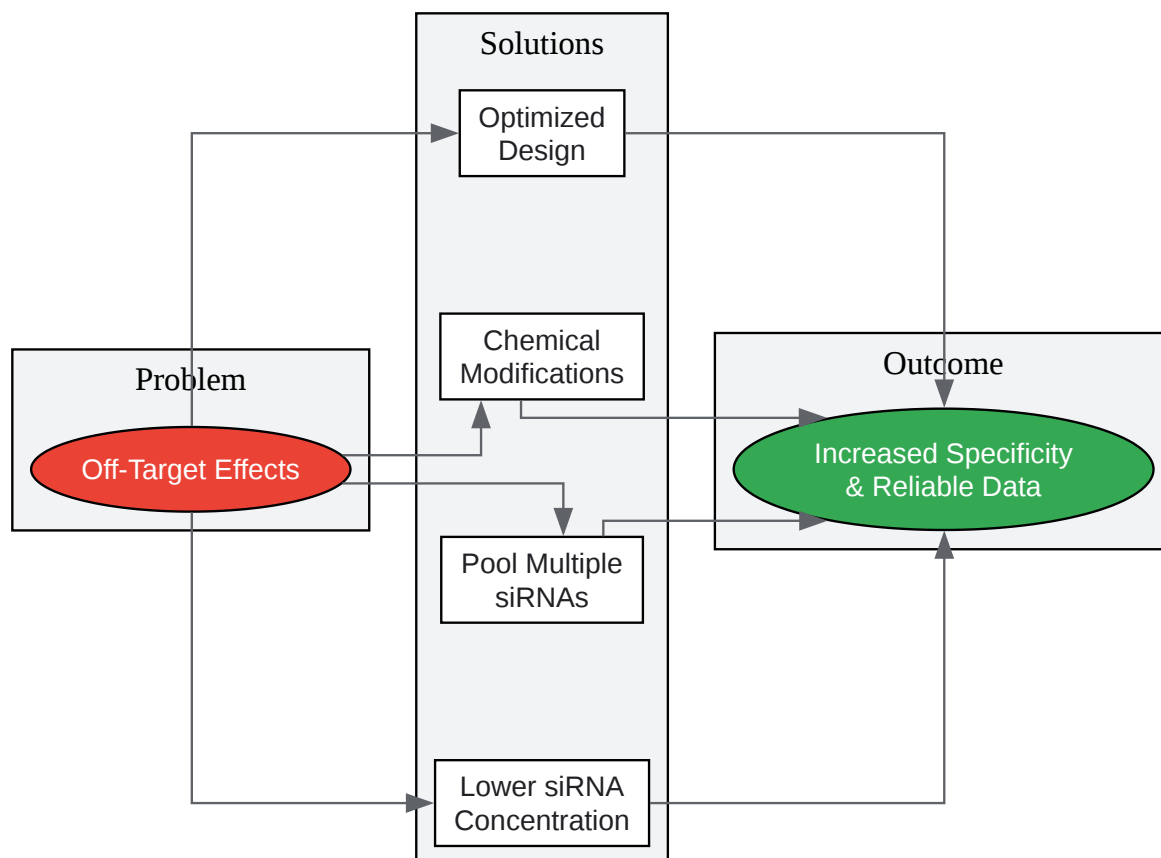 Solutions
Optimized
Design
Chemical
Modifications
Problem
Outcome
Off-Target Effects
Increased Specificity
& Reliable Data
Pool Multiple
siRNAs
Lower siRNA
Concentration